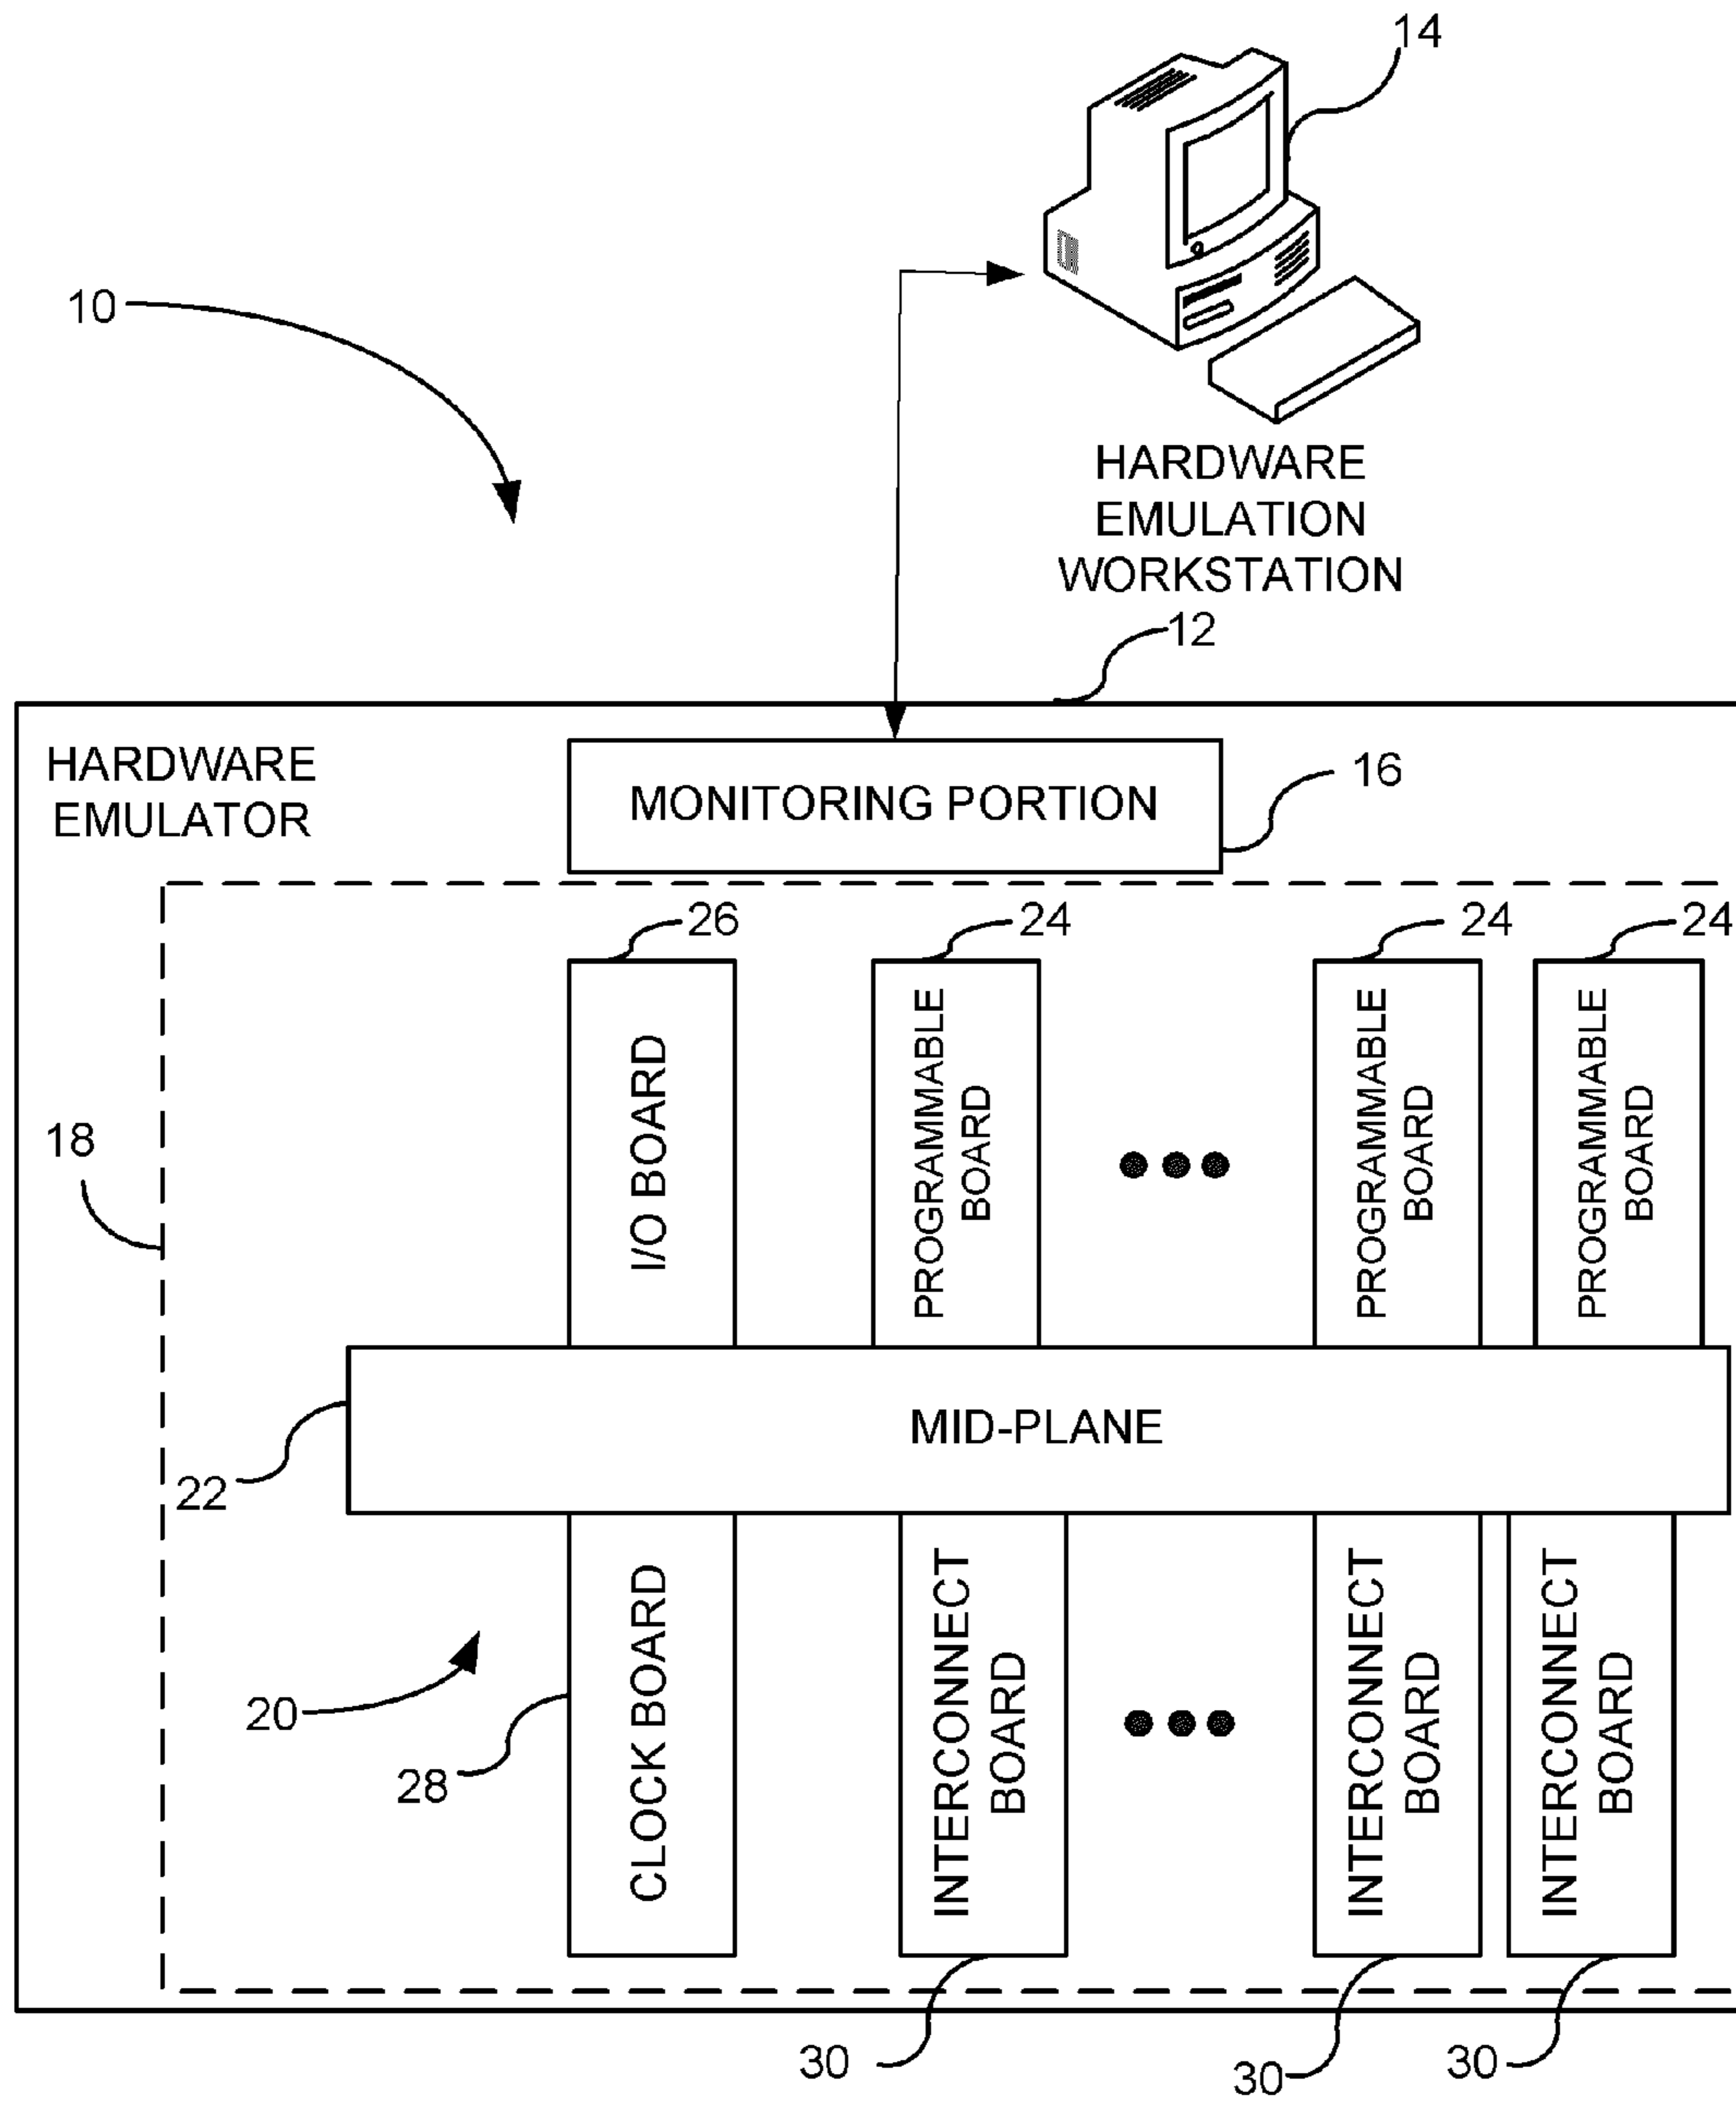 14
10
HARDWARE
EMULATION
WORKSTATION
12
HARDWARE
EMULATOR
MONITORING PORTION
16
26
24
24
24
I/O BOARD
PROGRAMMABLE
BOARD
PROGRAMMABLE
BOARD
PROGRAMMABLE
BOARD
18
MID-PLANE
22
CLOCK BOARD
INTERCONNECT
BOARD
INTERCONNECT
BOARD
INTERCONNECT
BOARD
20
28
30
30
30